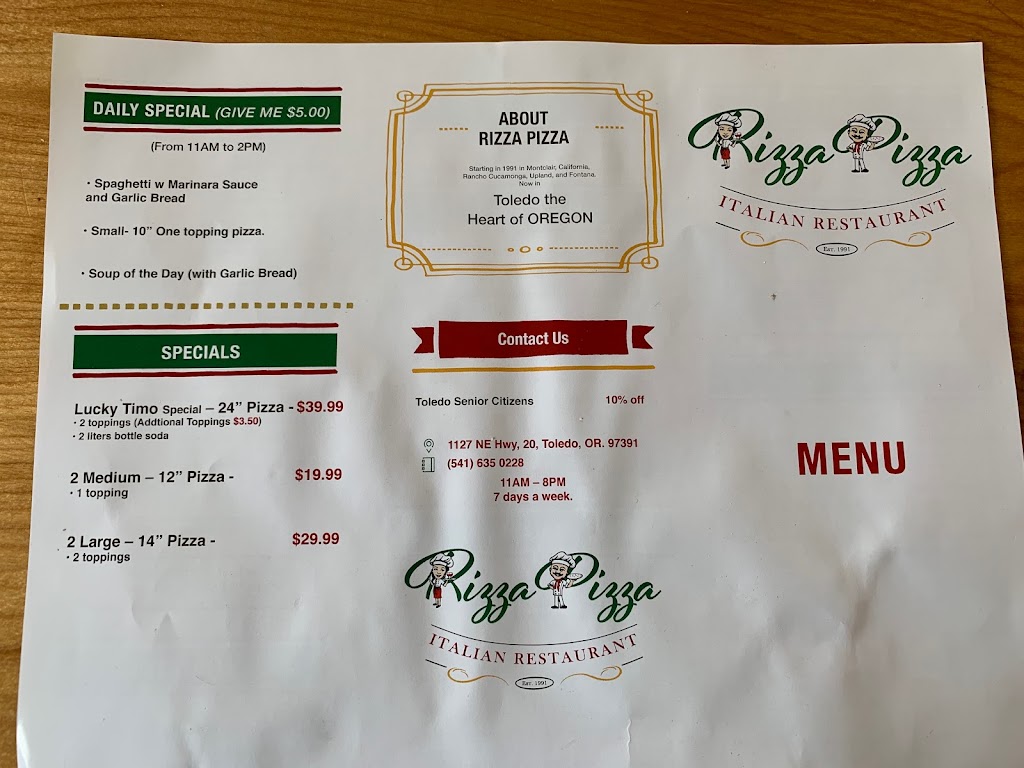 DAILY SPECIAL (GIVE ME $5.00)
(From 11AM to 2PM)
· Spaghetti w Marinara Sauce
and Garlic Bread
· Small- 10” One topping pizza.
· Soup of the Day (with Garlic Bread)
SPECIALS
Lucky Timo Special – 24” Pizza - $39.99
· 2 toppings (Addtional Toppings $3.50)
· 2 liters bottle soda
2 Medium – 12” Pizza - $19.99
· 1 topping
2 Large – 14” Pizza - $29.99
· 2 toppings
ABOUT
RIZZA PIZZA
Starting in 1991 in Montclair, California,
Rancho Cucamonga, Upland, and Fontana.
Now in
Toledo the
Heart of OREGON
Contact Us
Toledo Senior Citizens 10% off
1127 NE Hwy, 20, Toledo, OR. 97391
(541) 635 0228
11AM – 8PM
7 days a week.
Rizza Pizza
ITALIAN RESTAURANT
Est. 1991
Rizza Pizza
ITALIAN RESTAURANT
Est. 1991
MENU